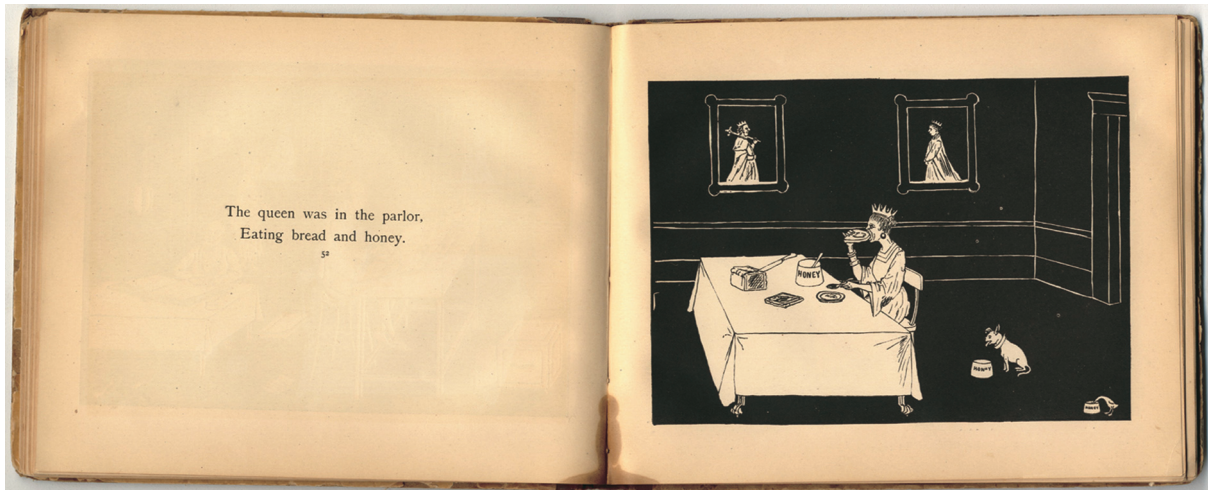 The queen was in the parlor,
Eating bread and honey.
52
HONEY
HONEY
HONEY